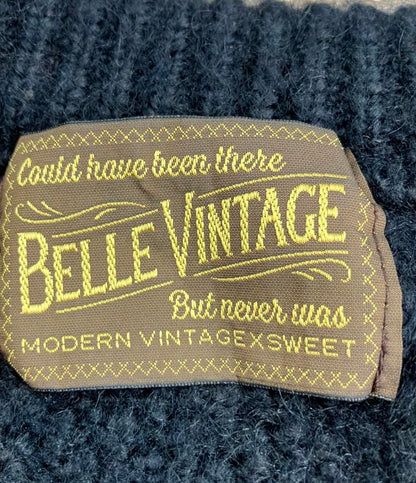 Could have been there
BELLE VINTAGE
But never was
MODERN VINTAGEXSWEET